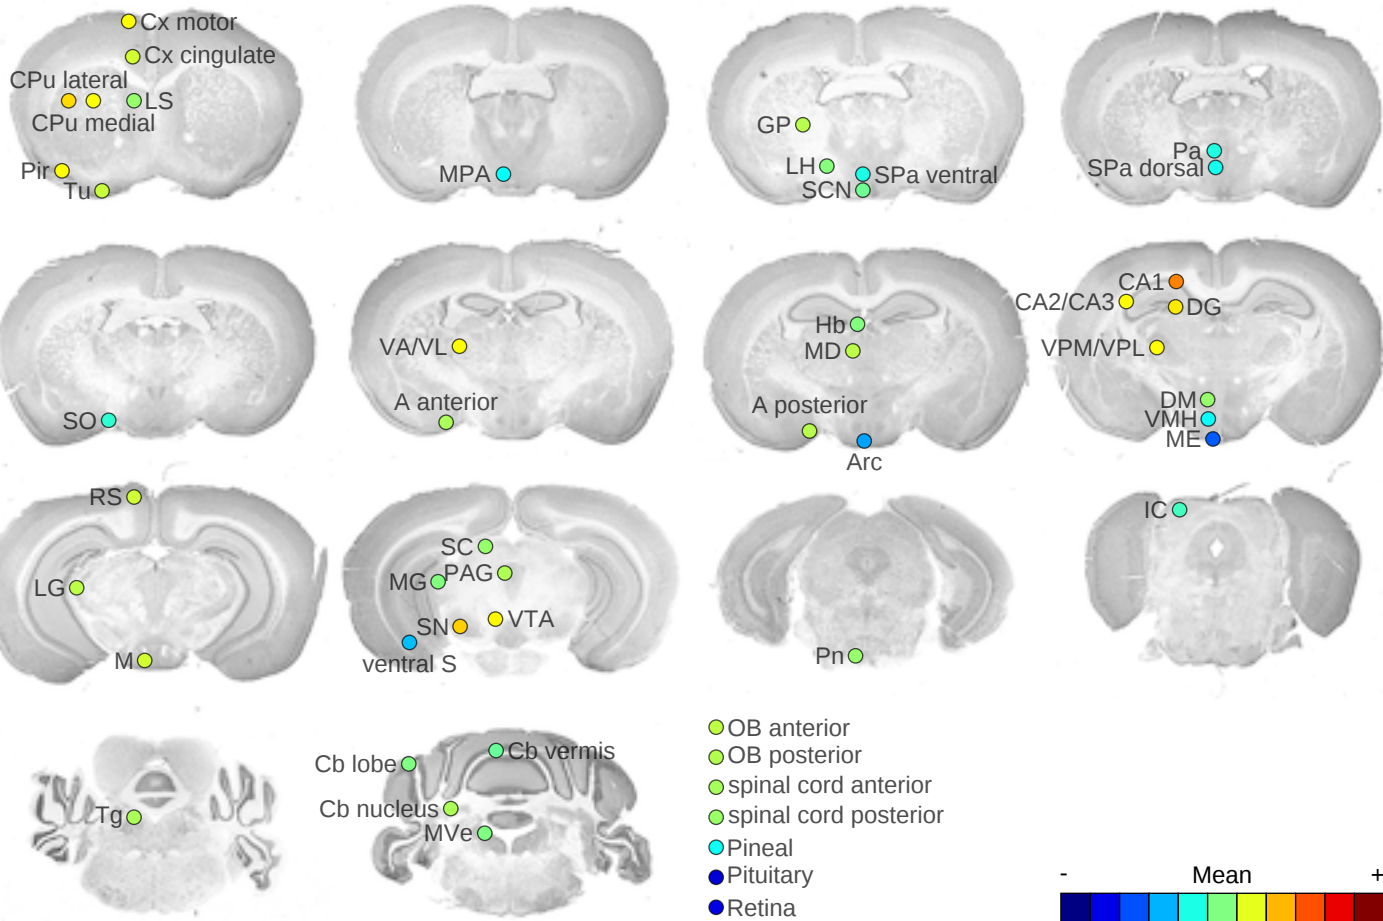 Cx motor
Cx cingulate
CPu lateral
LS
CPu medial
Pir
Tu
MPA
GP
LH
SPa ventral
SCN
Pa
SPa dorsal
SO
VA/VL
A anterior
Hb
MD
A posterior
Arc
CA1
CA2/CA3
DG
VPM/VPL
DM
VMH
ME
RS
LG
M
SC
MG
PAG
SN
VTA
ventral S
Pn
IC
Tg
Cb lobe
Cb vermis
Cb nucleus
MVe
OB anterior
OB posterior
spinal cord anterior
spinal cord posterior
Pineal
Pituitary
Retina
- Mean +